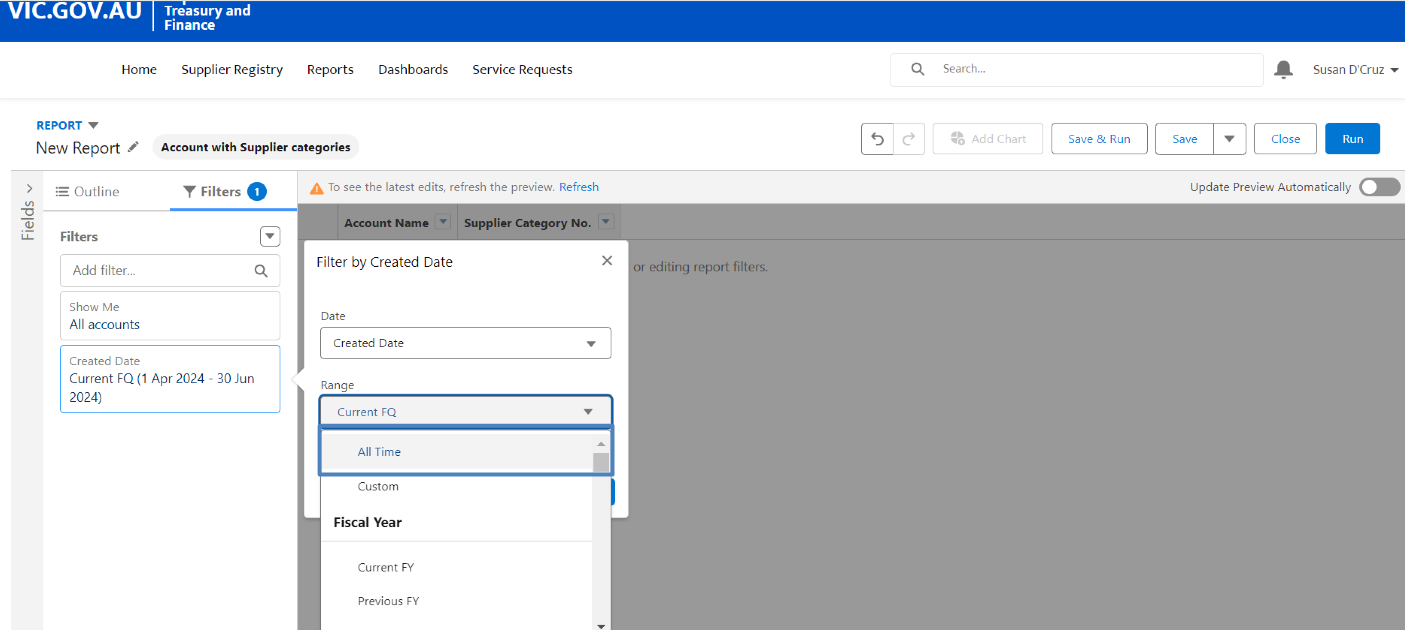 VIC.GOV.AU
Treasury and
Finance
Home
Supplier Registry
Reports
Dashboards
Service Requests
Search...
Susan D'Cruz
REPORT
New Report
Account with Supplier categories
Add Chart
Save & Run
Save
Close
Run
Fields
Outline
Filters 1
To see the latest edits, refresh the preview. Refresh
Update Preview Automatically
Filters
Add filter...
Show Me
All accounts
Created Date
Current FQ (1 Apr 2024 - 30 Jun
2024)
Account Name
Supplier Category No.
or editing report filters.
Filter by Created Date
Date
Created Date
Range
Current FQ
All Time
Custom
Fiscal Year
Current FY
Previous FY